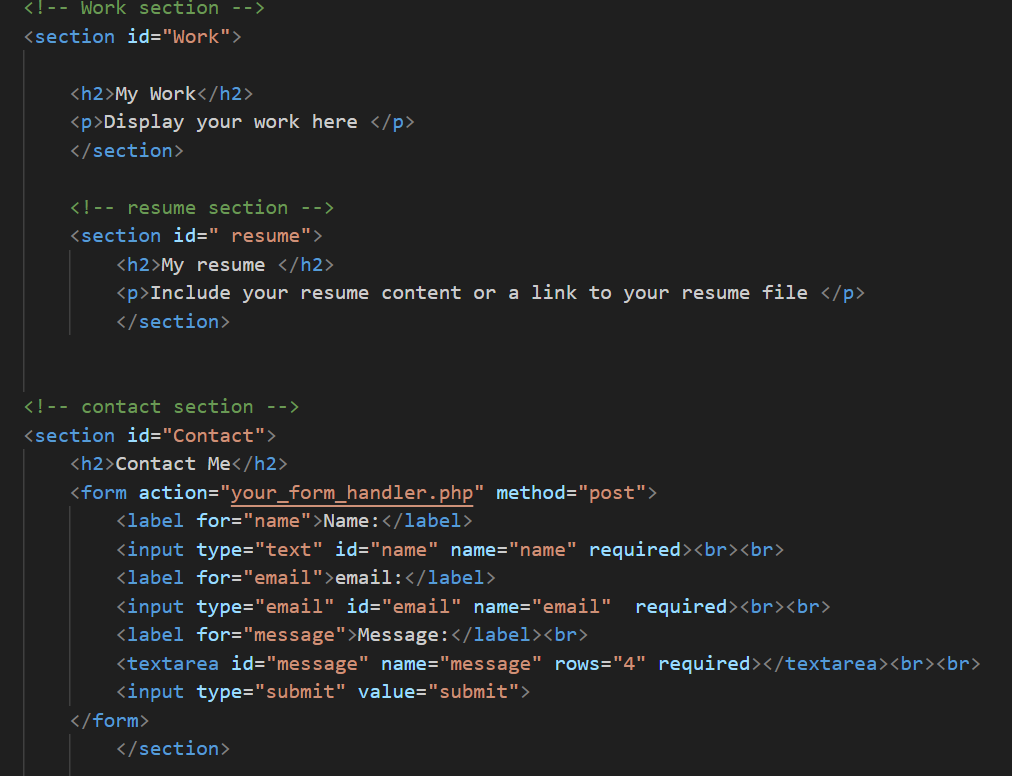 <!-- Work section -->
<section id="Work">
<h2>My Work</h2>
<p>Display your work here </p>
</section>
<!-- resume section -->
<section id=" resume">
<h2>My resume </h2>
<p>Include your resume content or a link to your resume file </p>
</section>
<!-- contact section -->
<section id="Contact">
<h2>Contact Me</h2>
<form action="your_form_handler.php" method="post">
<label for="name">Name:</label>
<input type="text" id="name" name="name" required><br><br>
<label for="email">email:</label>
<input type="email" id="email" name="email"  required><br><br>
<label for="message">Message:</label><br>
<textarea id="message" name="message" rows="4" required></textarea><br><br>
<input type="submit" value="submit">
</form>
</section>